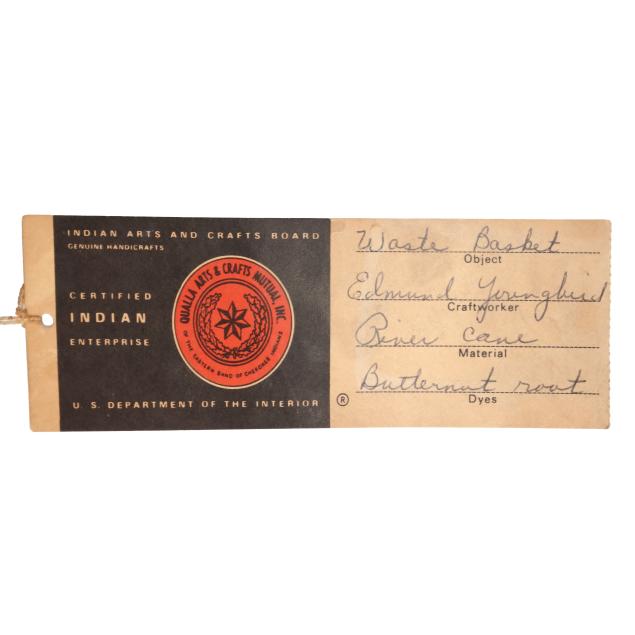 INDIAN ARTS AND CRAFTS BOARD
GENUINE HANDICRAFTS
CERTIFIED
INDIAN
ENTERPRISE
QUALLA ARTS & CRAFTS MUTUAL, INC.
OF THE EASTERN BAND OF CHEROKEE INDIANS
U. S. DEPARTMENT OF THE INTERIOR
®
Waste Basket
Object
Edmund Youngbird
Craftworker
River cane
Material
Butternut root
Dyes